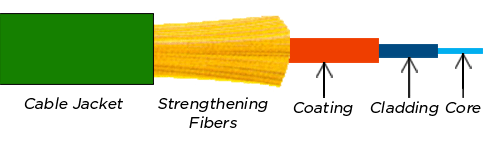 Cable Jacket
Strengthening
Fibers
Coating
Cladding
Core